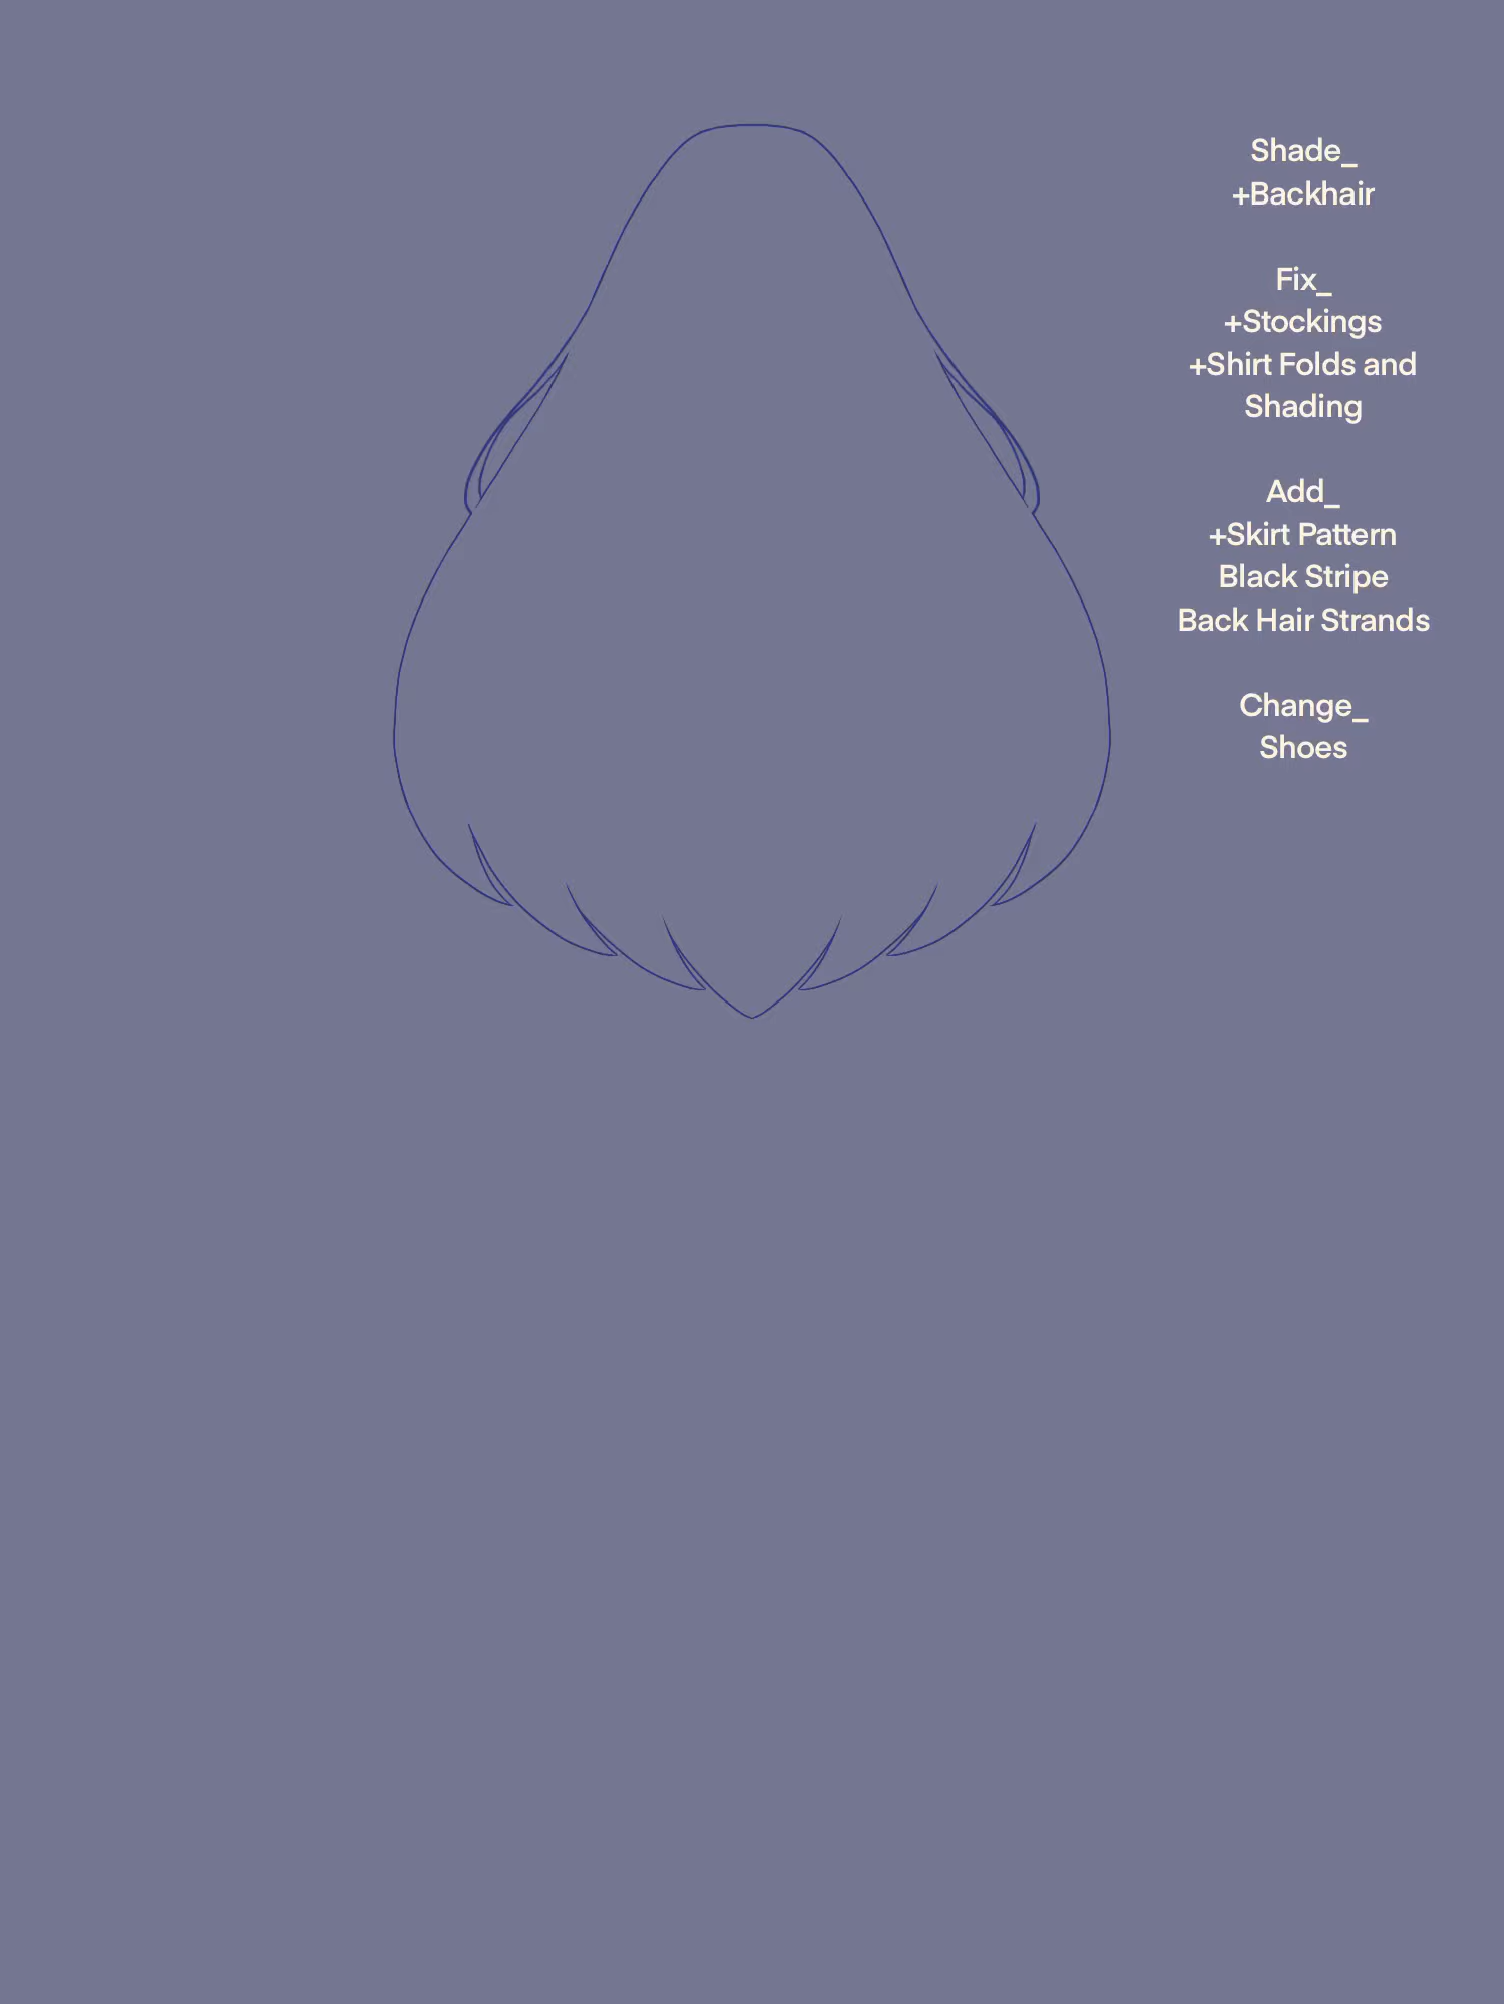 Shade_
+Backhair
Fix_
+Stockings
+Shirt Folds and
Shading
Add_
+Skirt Pattern
Black Stripe
Back Hair Strands
Change_
Shoes